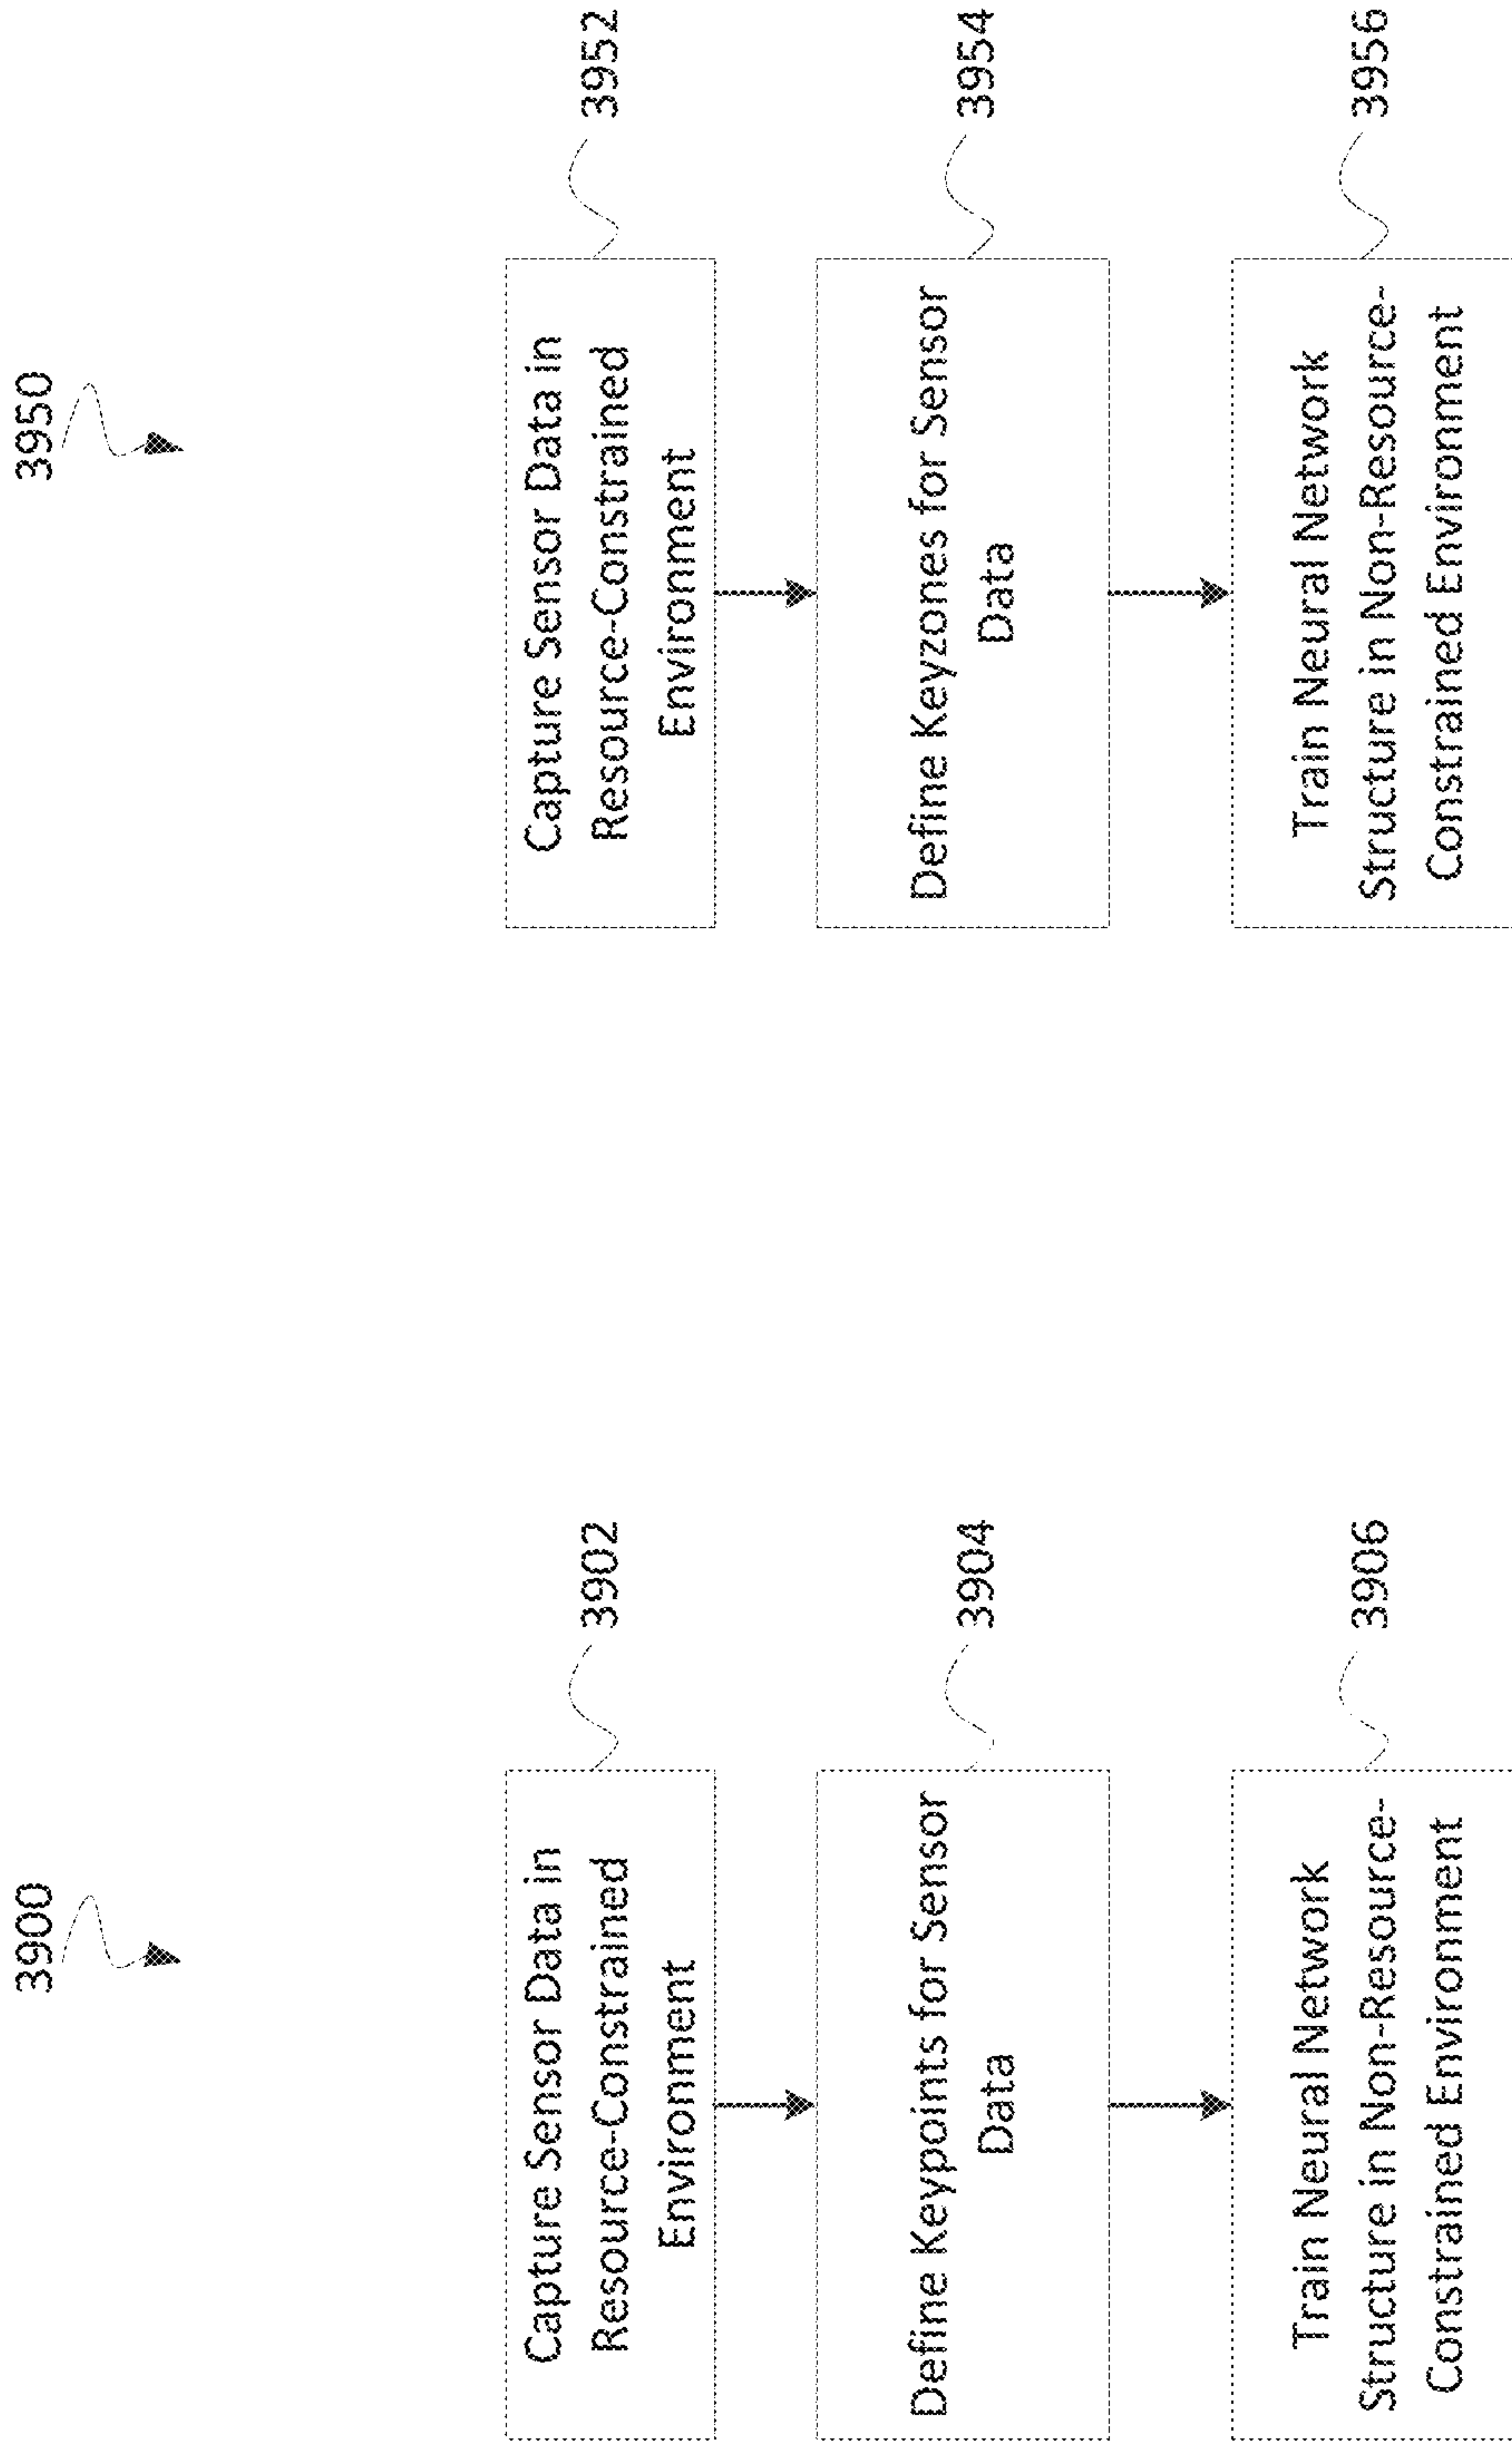 3900
Capture Sensor Data in
Resource-Constrained
Environment
3902
Define Keypoints for Sensor
Data
3904
Train Neural Network
Structure in Non-Resource-
Constrained Environment
3906
3950
Capture Sensor Data in
Resource-Constrained
Environment
3952
Define Keyzones for Sensor
Data
3954
Train Neural Network
Structure in Non-Resource-
Constrained Environment
3956